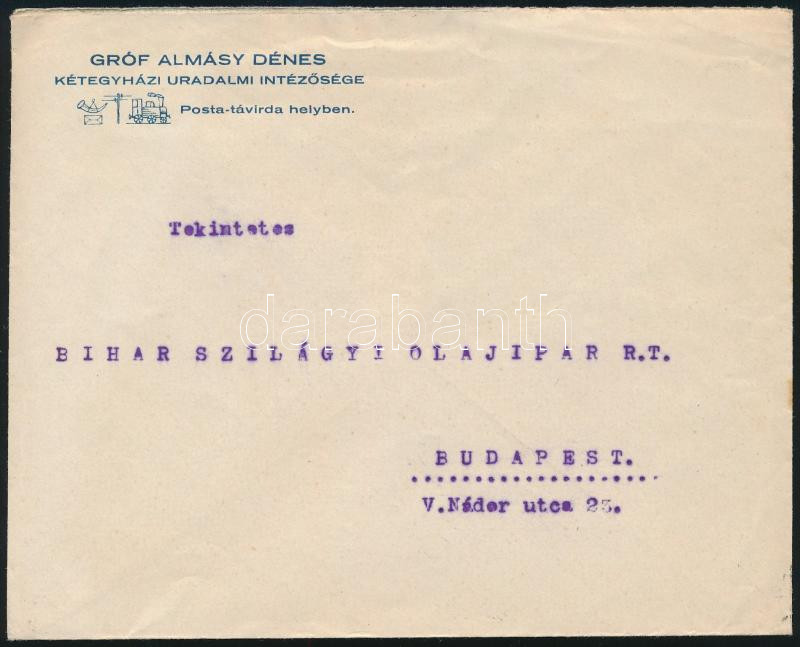 GRÓF ALMÁSY DÉNES
KÉTEGYHÁZI URADALMI INTÉZŐSÉGE
Posta-távirda helyben.
Tekintetes
darabanth
BIHAR SZILÁGYI OLAJIPAR R.T.
BUDAPEST.
V.Nádor utca 23.